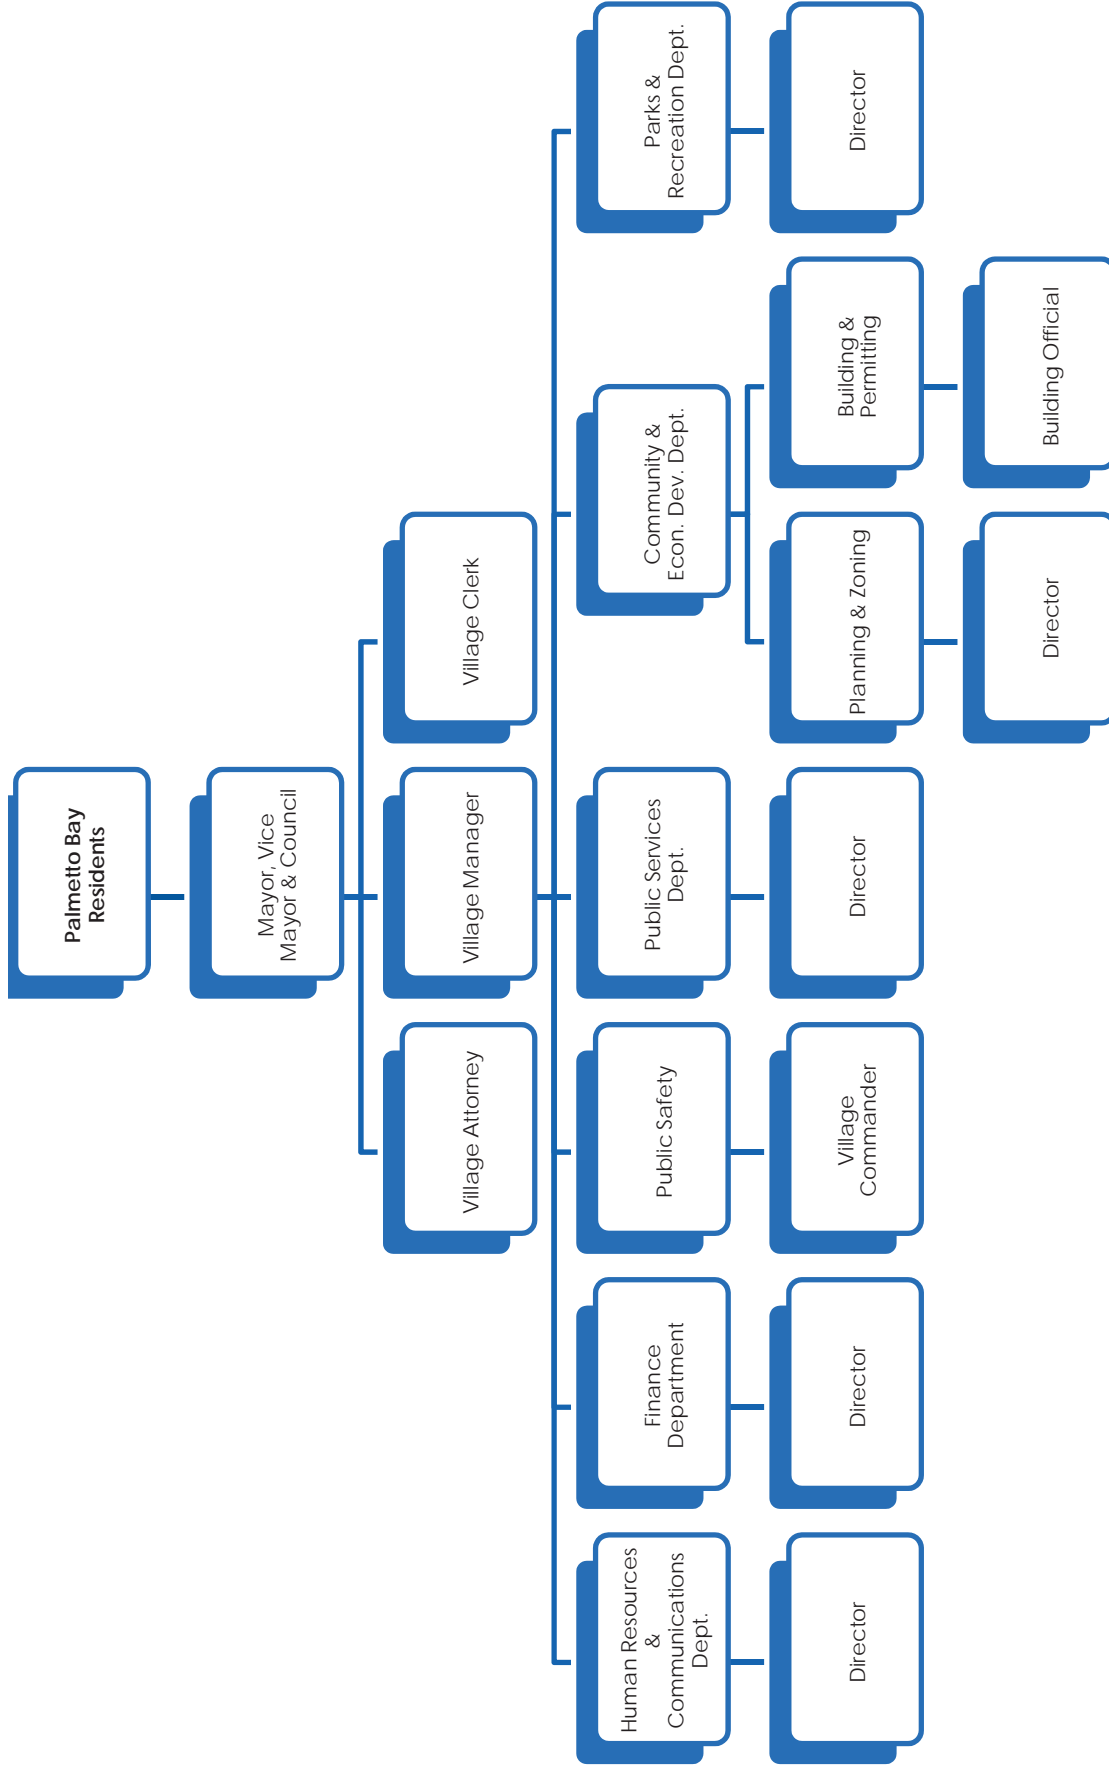 Palmetto Bay
Residents
Mayor, Vice
Mayor & Council
Village Attorney
Village Manager
Village Clerk
Human Resources
&
Communications
Dept.
Finance
Department
Public Safety
Public Services
Dept.
Community &
Econ. Dev. Dept.
Parks &
Recreation Dept.
Director
Director
Village
Commander
Director
Planning & Zoning
Building &
Permitting
Director
Director
Building Official